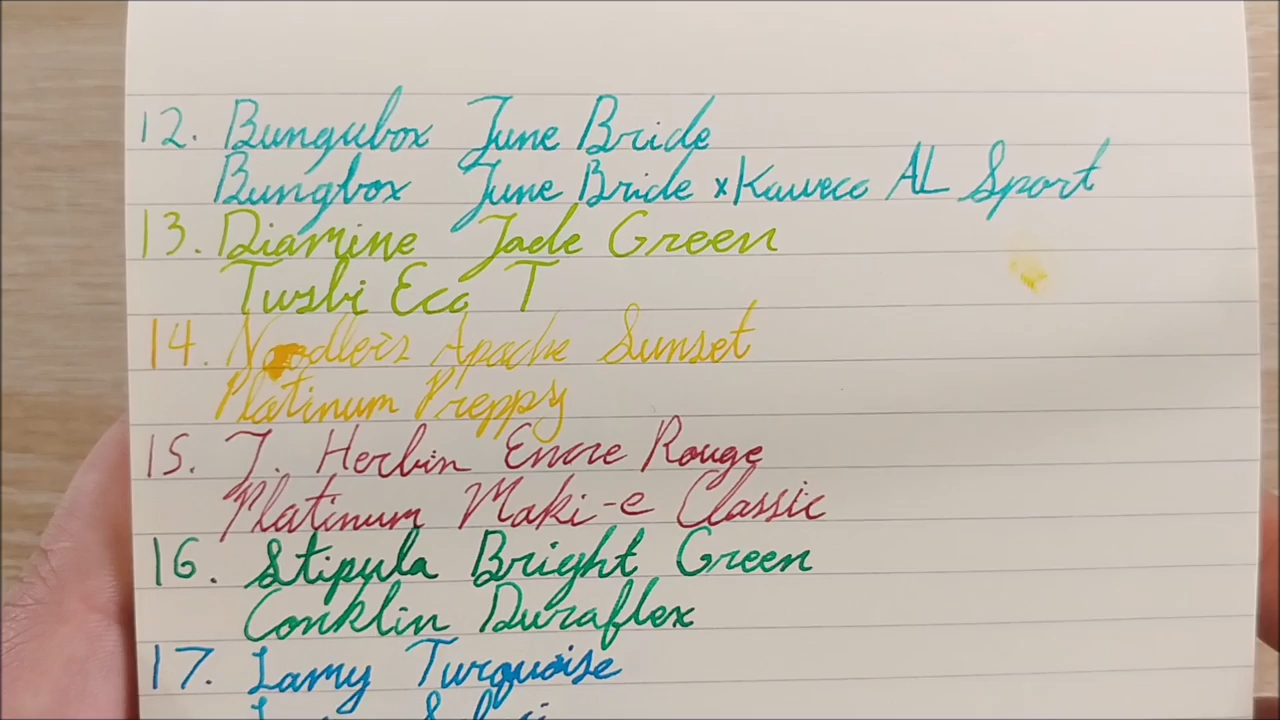 12. Bungubox June Bride
Bungbox June Bride x Kaweco AL Sport
13. Diamine Jade Green
Twsbi Eco T
14. Noodler's Apache Sunset
Platinum Preppy
15. J. Herbin Encre Rouge
Platinum Maki-e Classic
16. Stipula Bright Green
Conklin Duraflex
17. Lamy Turquoise